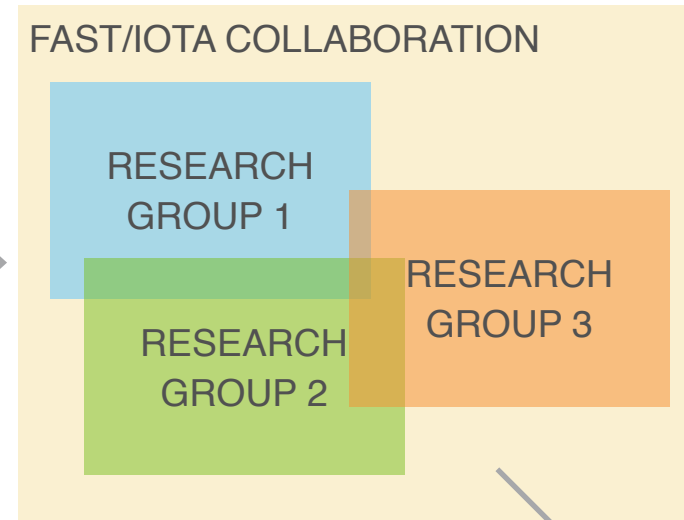 FAST/IOTA COLLABORATION
RESEARCH
GROUP 1
RESEARCH
GROUP 3
RESEARCH
GROUP 2